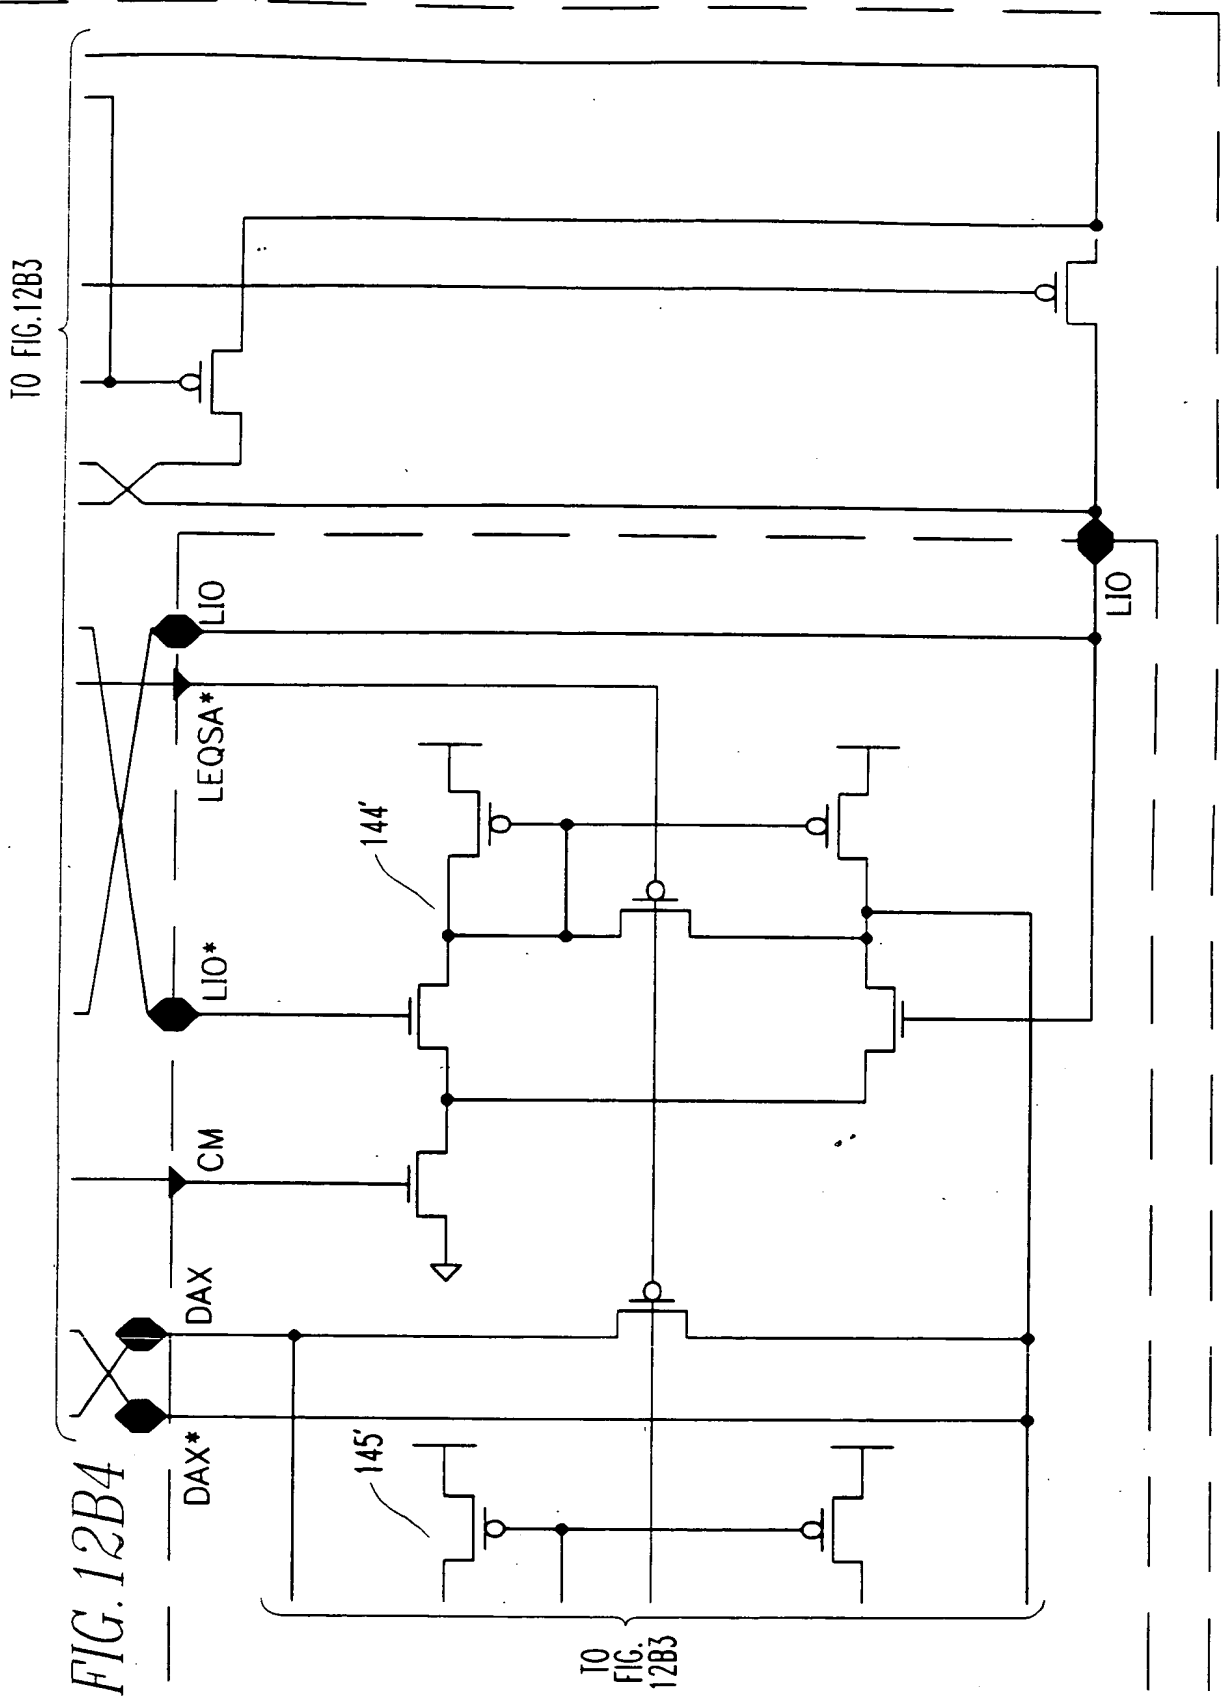 FIG. 12B4
TO FIG.12B3
DAX*
DAX
CM
LIO*
LEQSA*
LIO
145'
144'
LIO
TO
FIG.
12B3